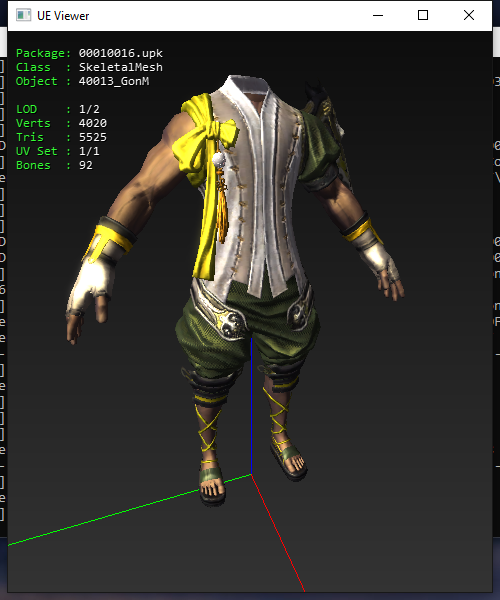 UE Viewer
Package: 00010016.upk
Class : SkeletalMesh
Object : 40013_GonM
LOD : 1/2
Verts : 4020
Tris : 5525
UV Set : 1/1
Bones : 92